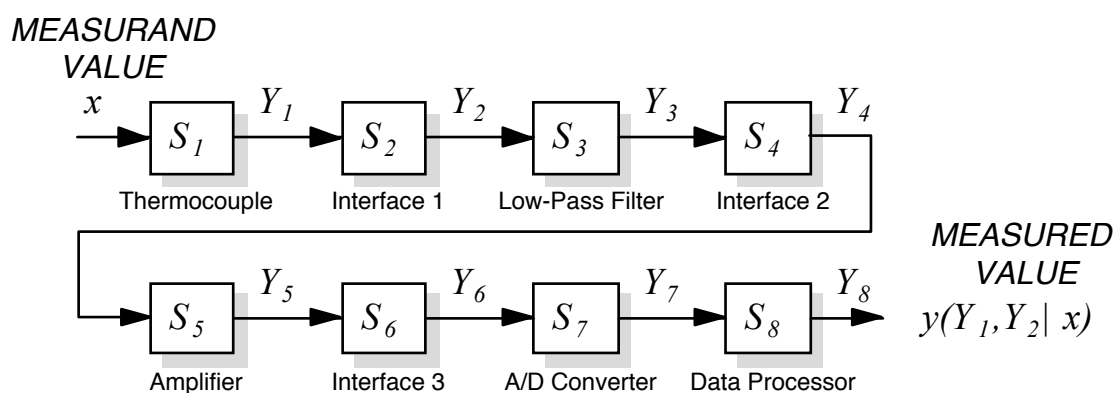 MEASURAND
VALUE
x
Y1
Y2
Y3
Y4
S1
S2
S3
S4
Thermocouple
Interface 1
Low-Pass Filter
Interface 2
MEASURED
VALUE
Y5
Y6
Y7
Y8
S5
S6
S7
S8
y(Y1,Y2| x)
Amplifier
Interface 3
A/D Converter
Data Processor